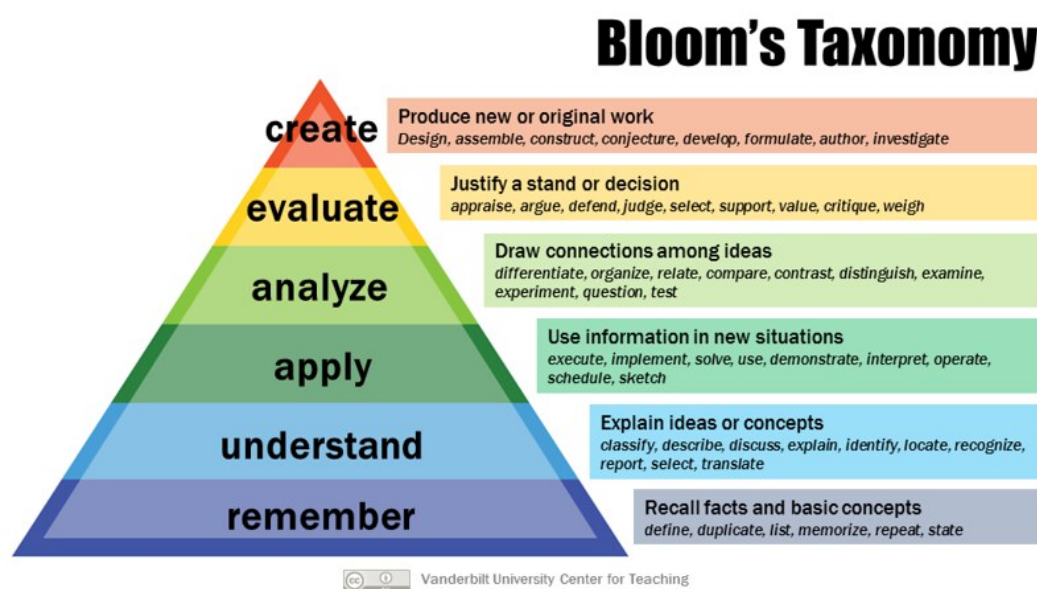 Bloom's Taxonomy
create
Produce new or original work
Design, assemble, construct, conjecture, develop, formulate, author, investigate
evaluate
Justify a stand or decision
appraise, argue, defend, judge, select, support, value, critique, weigh
analyze
Draw connections among ideas
differentiate, organize, relate, compare, contrast, distinguish, examine,
experiment, question, test
apply
Use information in new situations
execute, implement, solve, use, demonstrate, interpret, operate,
schedule, sketch
understand
Explain ideas or concepts
classify, describe, discuss, explain, identify, locate, recognize,
report, select, translate
remember
Recall facts and basic concepts
define, duplicate, list, memorize, repeat, state
cc BY Vanderbilt University Center for Teaching